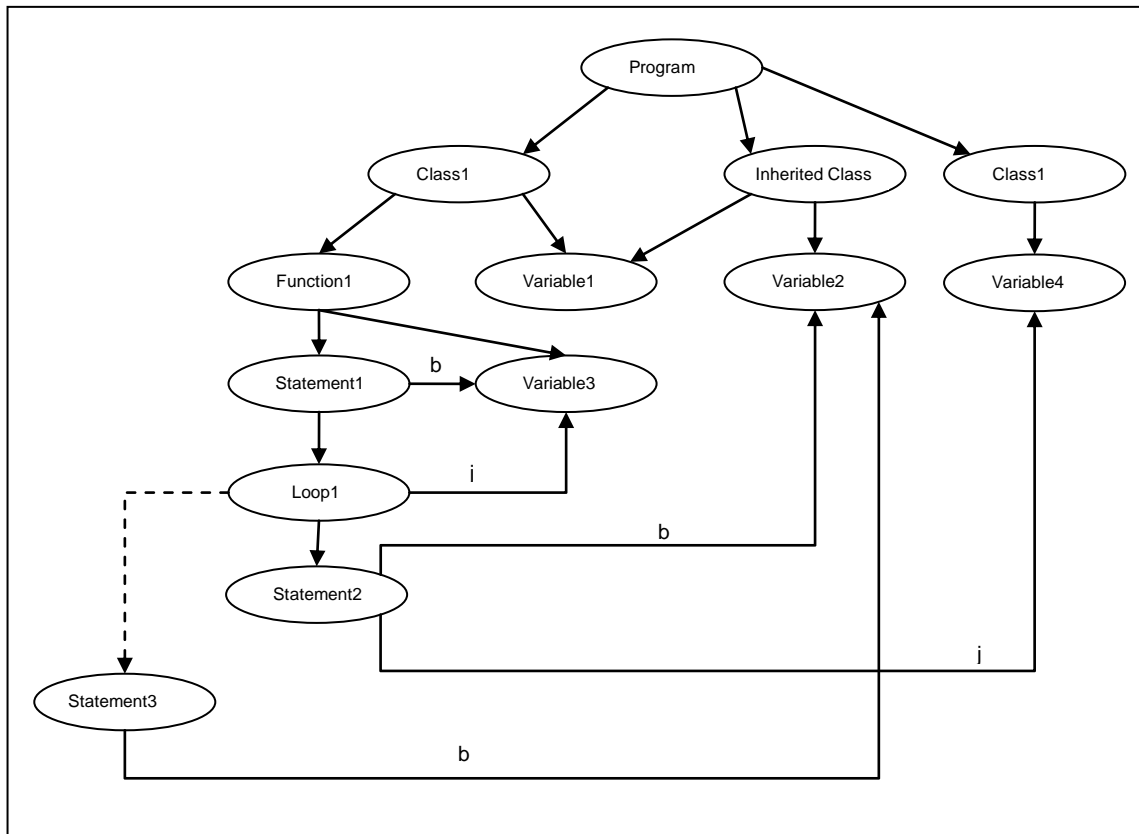 Program
Class1
Inherited Class
Class1
Function1
Variable1
Variable2
Variable4
b
Statement1
Variable3
i
Loop1
b
Statement2
j
Statement3
b